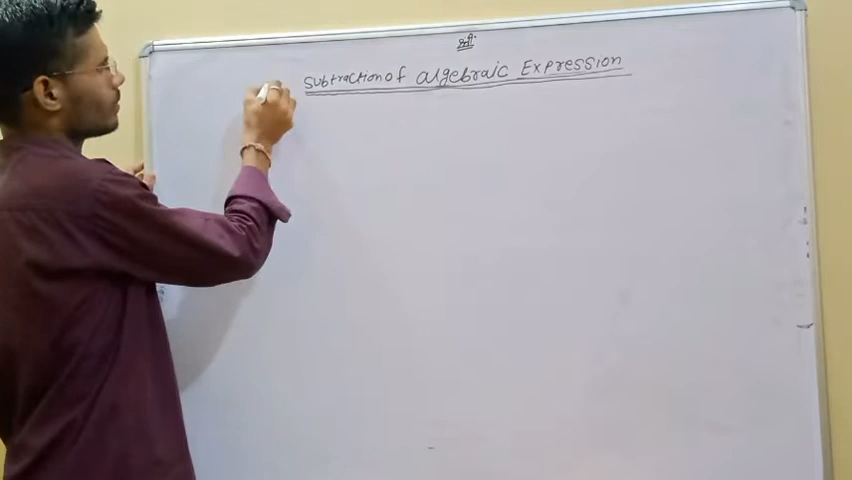 श्री
Subtraction of algebraic Expression